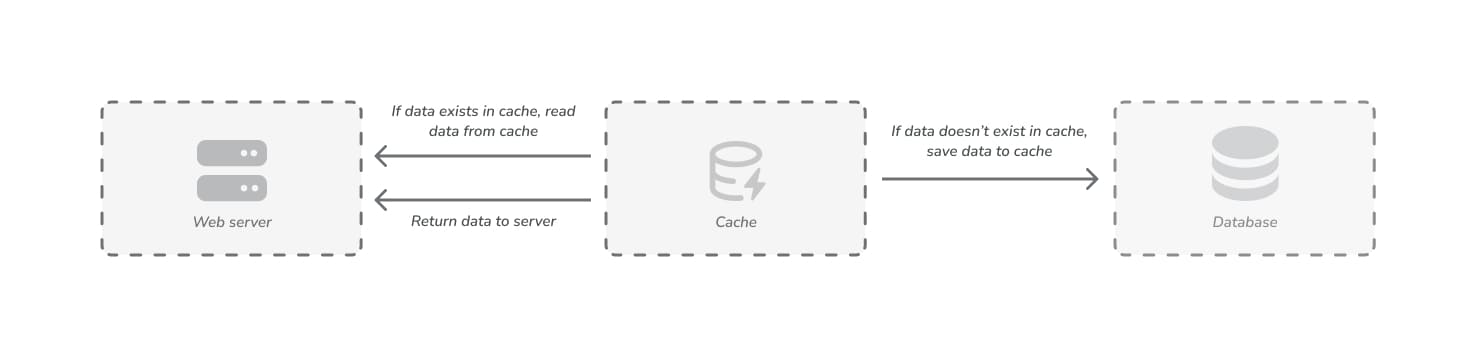 If data exists in cache, read
data from cache
Return data to server
If data doesn’t exist in cache,
save data to cache
Web server
Cache
Database